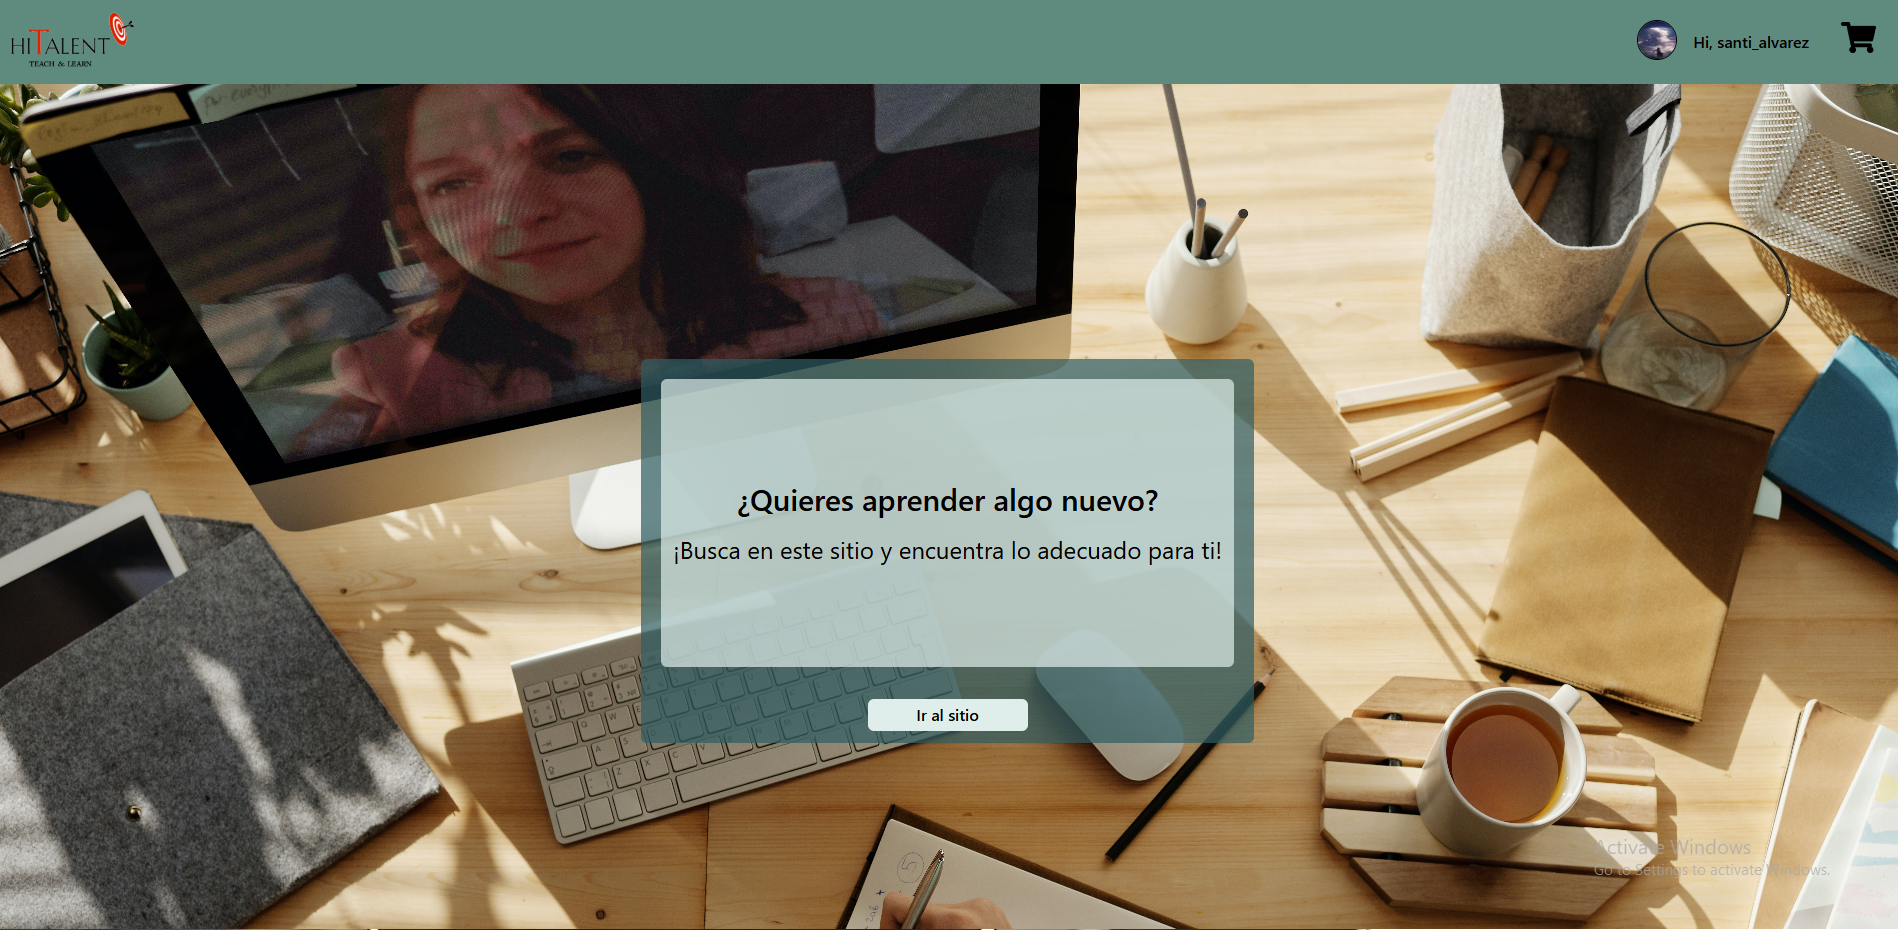 HITALENT
TEACH & LEARN
Hi, santi_alvarez
¿Quieres aprender algo nuevo?
¡Busca en este sitio y encuentra lo adecuado para ti!
Ir al sitio
Activate Windows
Go to Settings to activate Windows.